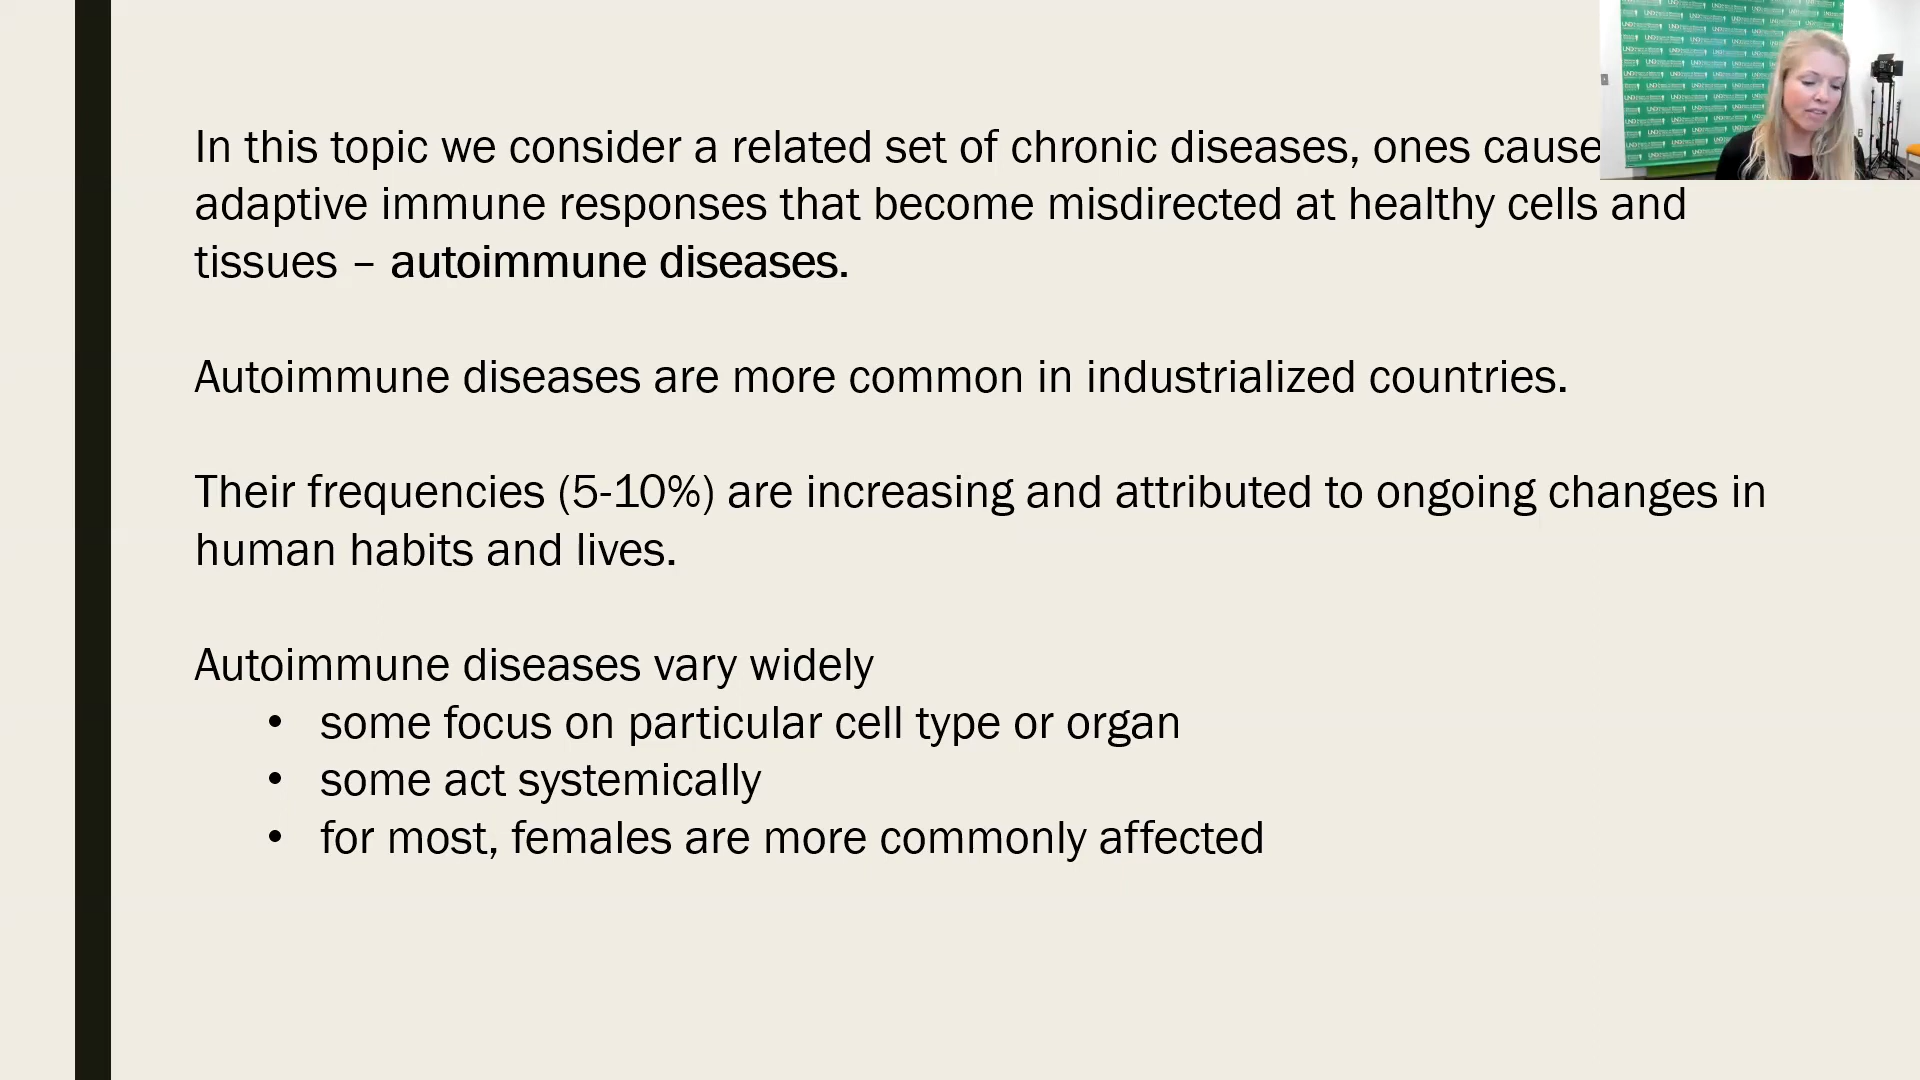 In this topic we consider a related set of chronic diseases, ones cause
adaptive immune responses that become misdirected at healthy cells and
tissues – autoimmune diseases.
Autoimmune diseases are more common in industrialized countries.
Their frequencies (5-10%) are increasing and attributed to ongoing changes in
human habits and lives.
Autoimmune diseases vary widely
• some focus on particular cell type or organ
• some act systemically
• for most, females are more commonly affected